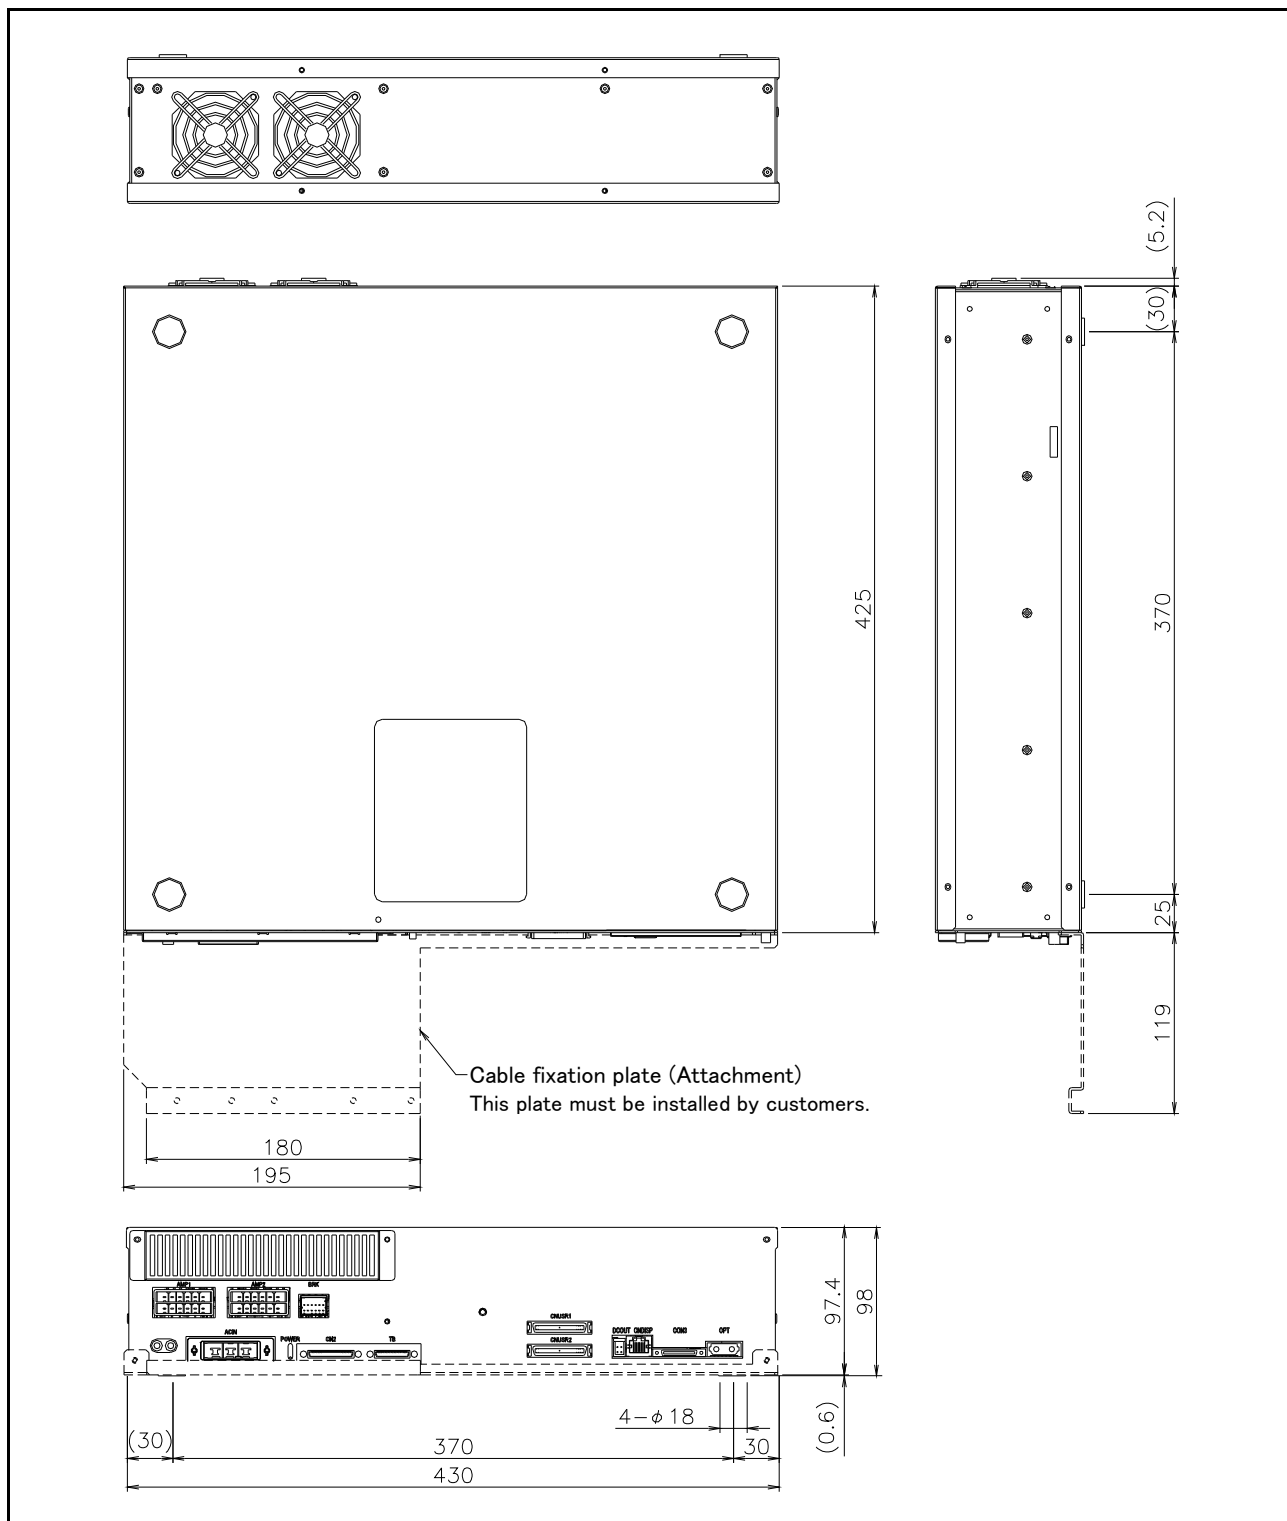 (5.2)
(30)
425
370
25
119
Cable fixation plate (Attachment)
This plate must be installed by customers.
180
195
AMP1 AMP2 BRK
ACIN POWER CN2 TB
CNUSR1
CNUSR2
DCOUT CNDISP CON3 OPT
97.4
98
4-φ18
(0.6)
(30)
370
30
430